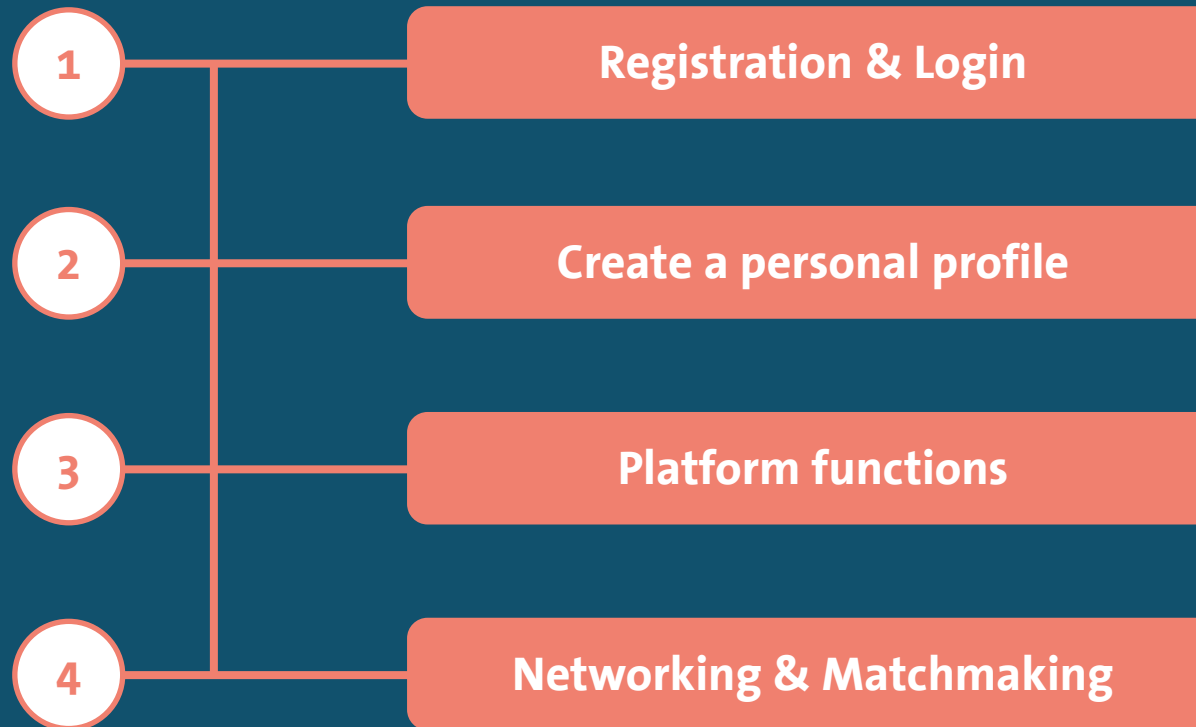 1
Registration & Login
2
Create a personal profile
3
Platform functions
4
Networking & Matchmaking